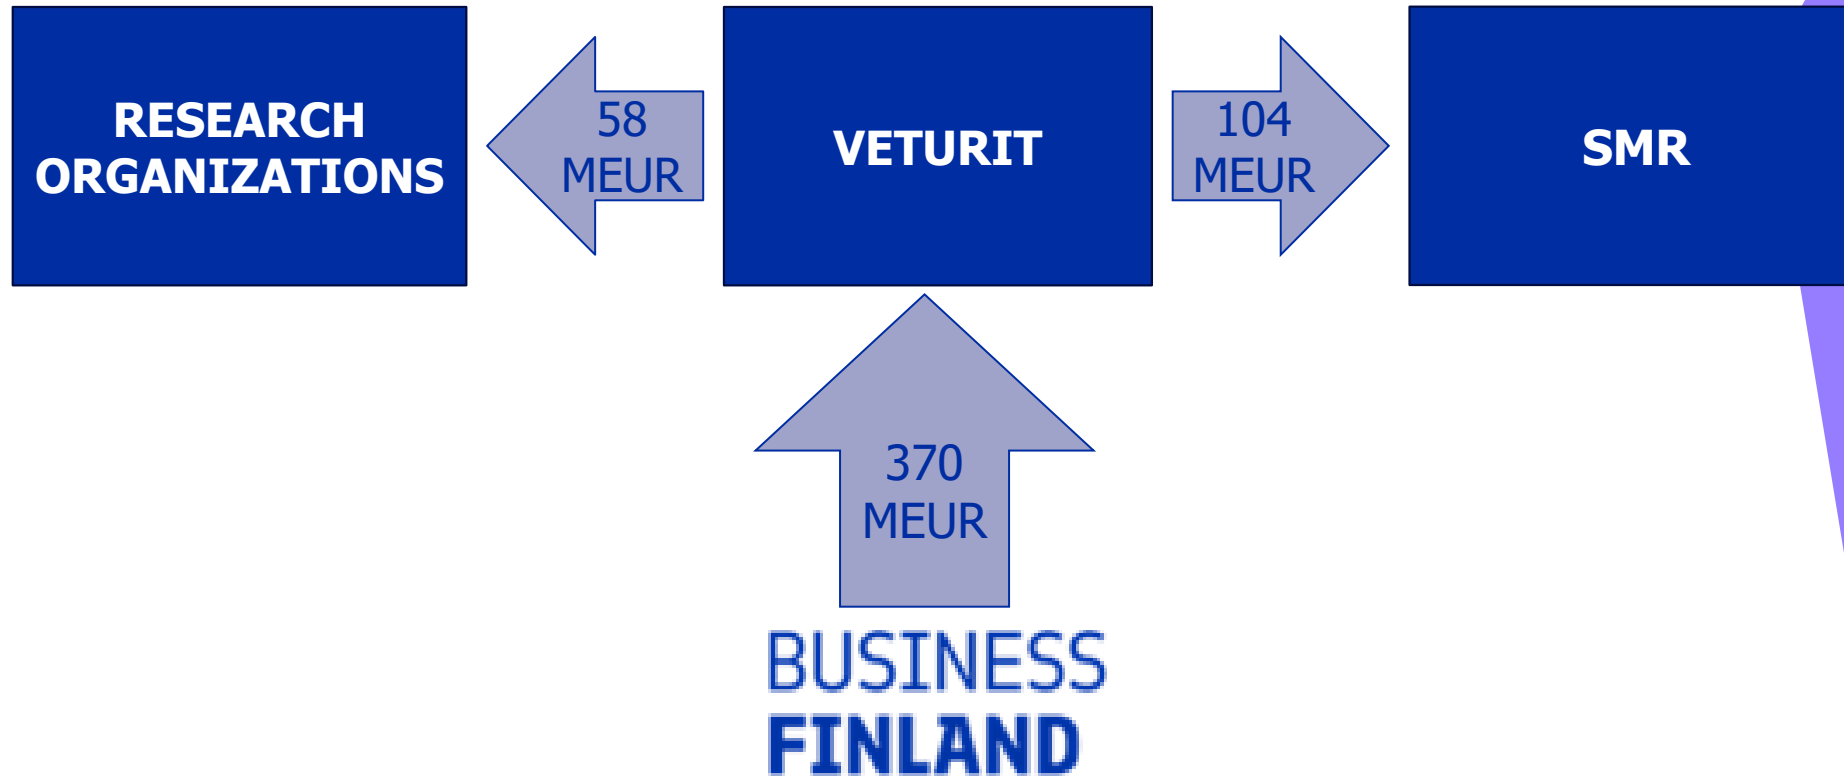 RESEARCH
ORGANIZATIONS
58
MEUR
VETURIT
104
MEUR
SMR
370
MEUR
BUSINESS
FINLAND